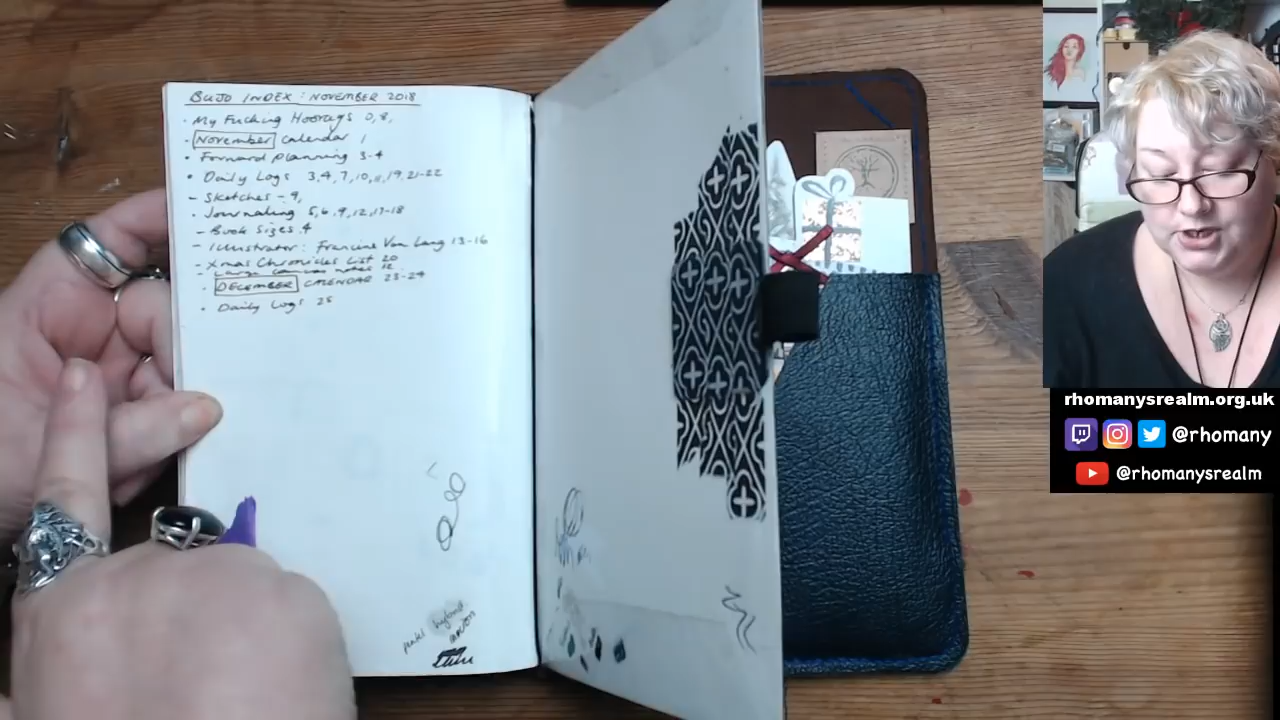 BUJO INDEX: NOVEMBER 2018
· My Fucking Hoorays 0,8,
· NOVEMBER Calendar 1
• Forward planning 3-4
• Daily Logs 3,4,7,10,11,19,21-22
- Sketches - 9,
· Journaling 5,6,9,12,17-18
- Book Sizes 4
- Illustrator: Francine Van Lang 13-16
- Xmas Chronicles List 20
- Large canvas notes 12
· DECEMBER CALENDAR 23-24
• Daily Logs 25
hybrid
rhomanysrealm.org.uk
@rhomany
@rhomanysrealm